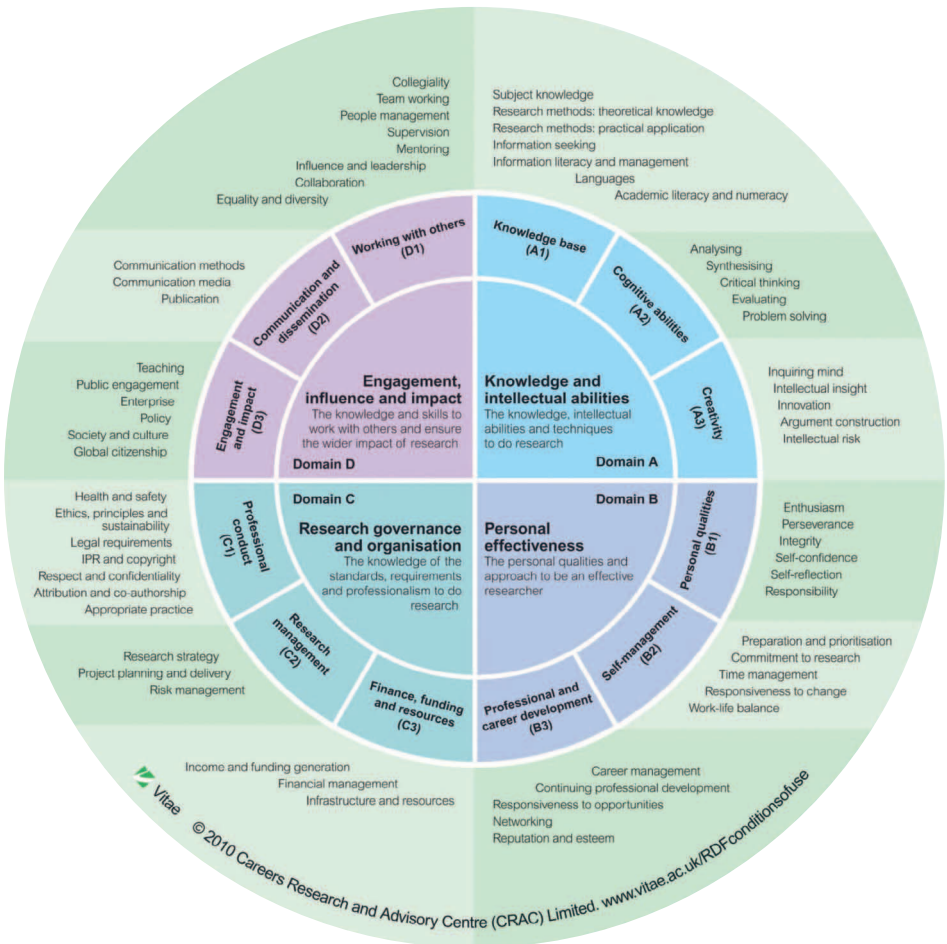 Collegiality
Team working
People management
Supervision
Mentoring
Influence and leadership
Collaboration
Equality and diversity
Subject knowledge
Research methods: theoretical knowledge
Research methods: practical application
Information seeking
Information literacy and management
Languages
Academic literacy and numeracy
Communication methods
Communication media
Publication
Analysing
Synthesising
Critical thinking
Evaluating
Problem solving
Teaching
Public engagement
Enterprise
Policy
Society and culture
Global citizenship
Inquiring mind
Intellectual insight
Innovation
Argument construction
Intellectual risk
Working with others
(D1)
Communication and
dissemination
(D2)
Engagement
and impact
(D3)
Knowledge base
(A1)
Cognitive abilities
(A2)
Creativity
(A3)
Engagement,
influence and impact
The knowledge and skills to
work with others and ensure
the wider impact of research
Domain D
Knowledge and
intellectual abilities
The knowledge, intellectual
abilities and techniques
to do research
Domain A
Domain C
Research governance
and organisation
The knowledge of the
standards, requirements
and professionalism to do
research
Domain B
Personal
effectiveness
The personal qualities and
approach to be an effective
researcher
Professional
conduct
(C1)
Research
management
(C2)
Finance, funding
and resources
(C3)
Personal qualities
(B1)
Self-management
(B2)
Professional and
career development
(B3)
Health and safety
Ethics, principles and
sustainability
Legal requirements
IPR and copyright
Respect and confidentiality
Attribution and co-authorship
Appropriate practice
Enthusiasm
Perseverance
Integrity
Self-confidence
Self-reflection
Responsibility
Research strategy
Project planning and delivery
Risk management
Preparation and prioritisation
Commitment to research
Time management
Responsiveness to change
Work-life balance
Income and funding generation
Financial management
Infrastructure and resources
Career management
Continuing professional development
Responsiveness to opportunities
Networking
Reputation and esteem
Vitae
© 2010 Careers Research and Advisory Centre (CRAC) Limited. www.vitae.ac.uk/RDFconditionsofuse